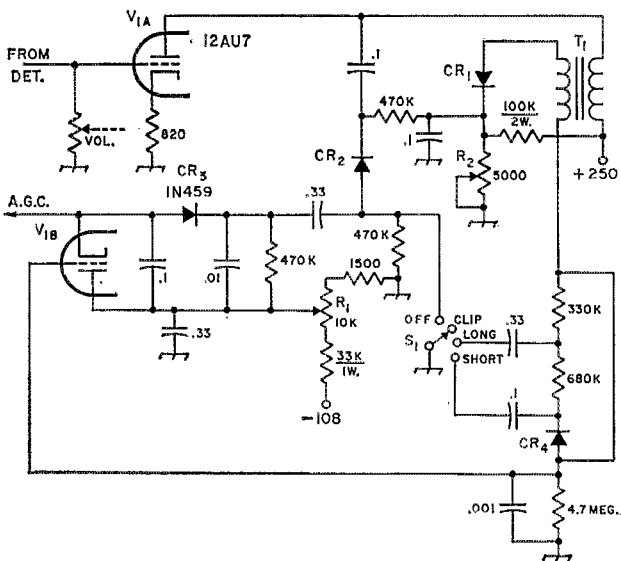 V1A
12AU7
FROM
DET.
VOL.
820
.1
CR1
T1
470K
100K
2W.
.1
CR2
R2
5000
+250
CR3
1N459
A.G.C.
.33
V1B
470K
470K
1500
.1
.01
R1
10K
.33
33K
1W.
-108
OFF
CLIP
LONG
S1
SHORT
.33
330K
680K
.1
CR4
.001
4.7 MEG.